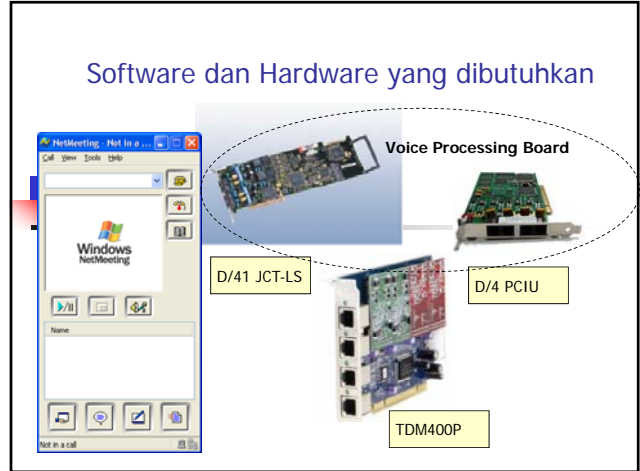 Software dan Hardware yang dibutuhkan
NetMeeting - Not in a ...
Call View Tools Help
Windows
NetMeeting
Name
Not in a call
Voice Processing Board
D/41 JCT-LS
D/4 PCIU
TDM400P